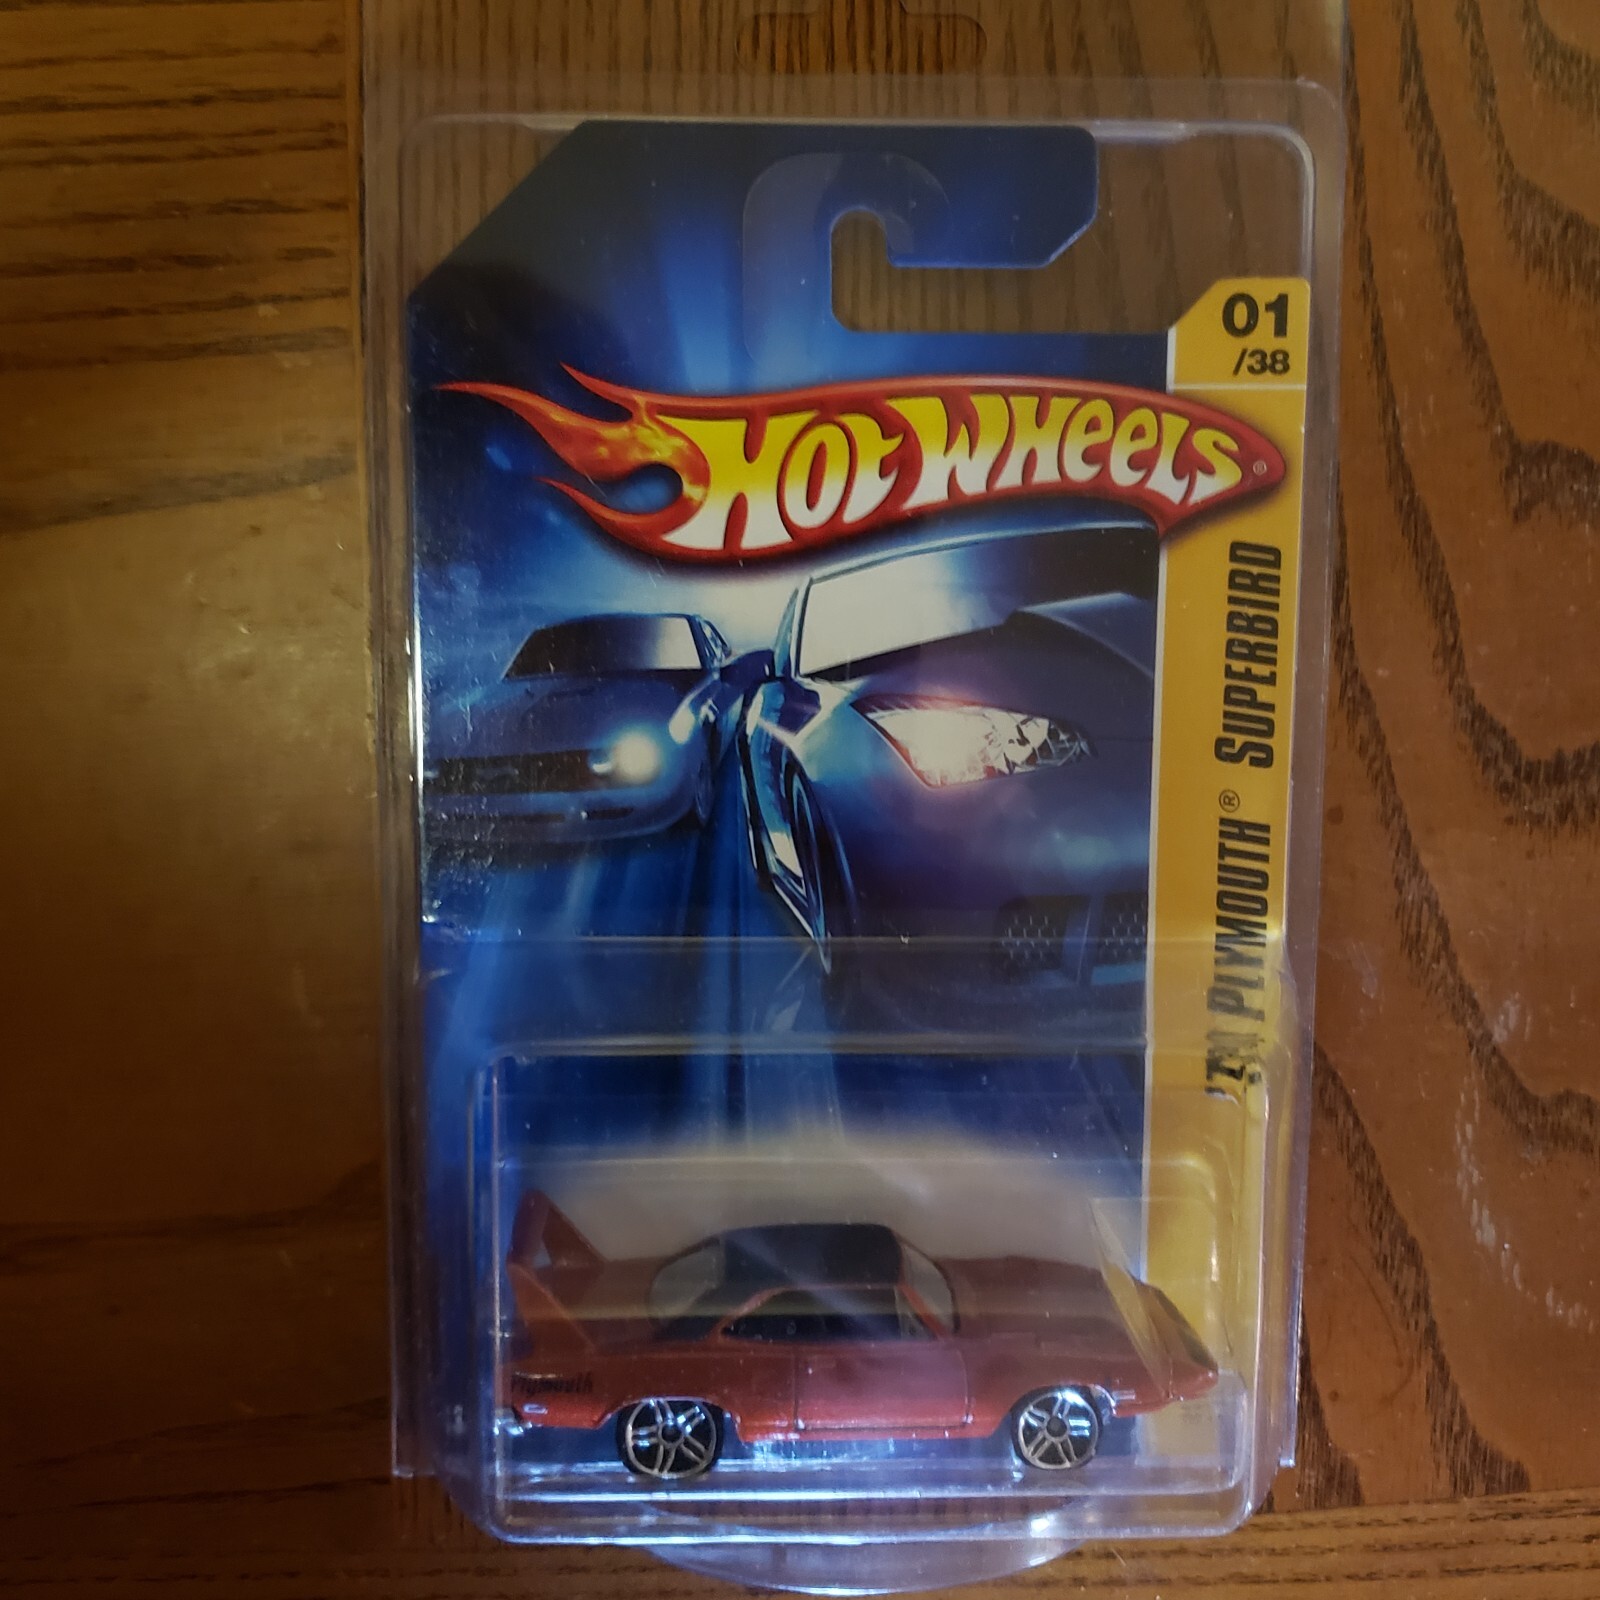 01
/38
HOT WHEELS®
'70 PLYMOUTH® SUPERBIRD
Plymouth